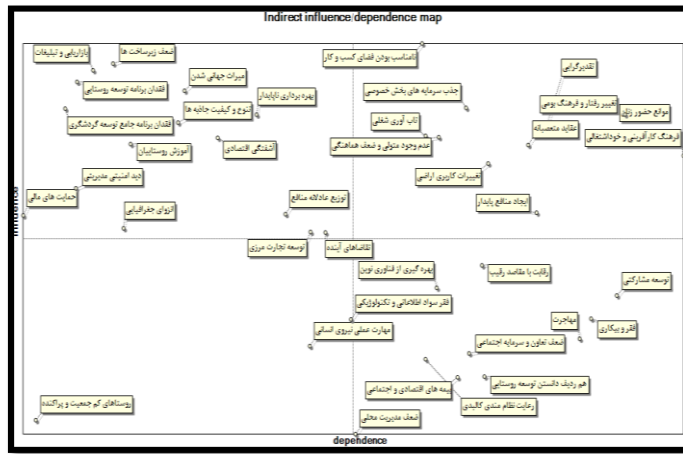 Indirect influence/dependence map
نامناسب بودن فضای کسب و کار
ضعف زیرساخت ها
بازاریابی و تبلیغات
تقدیرگرایی
میراث جهانی شدن
فقدان برنامه توسعه روستایی
جذب سرمایه های بخش خصوصی
بهره برداری ناپایدار
تغییر رفتار و فرهنگ بومی
موانع حضور زنان
تنوع و کیفیت جاذبه ها
فقدان برنامه جامع توسعه گردشگری
تاب آوری شغلی
عقاید متعصبانه
فرهنگ کارآفرینی و خوداشتغالی
آشفتگی اقتصادی
عدم وجود متولی و ضعف هماهنگی
آموزش روستاییان
تغییرات کاربری اراضی
دید امنیتی مدیریتی
حمایت های مالی
توزیع عادلانه منافع
ایجاد منافع پایدار
انزوای جغرافیایی
influence
توسعه تجارت مرزی
تقاضاهای آینده
بهره گیری از فناوری نوین
رقابت با مقاصد رقیب
توسعه مشارکتی
فقر سواد اطلاعاتی و تکنولوژیکی
مهاجرت
فقر و بیکاری
مهارت عملی نیروی انسانی
ضعف تعاون و سرمایه اجتماعی
بیمه های اقتصادی و اجتماعی
هم ردیف دانستن توسعه روستایی
روستاهای کم جمعیت و پراکنده
رعایت نظام مندی کالبدی
ضعف مدیریت محلی
dependence